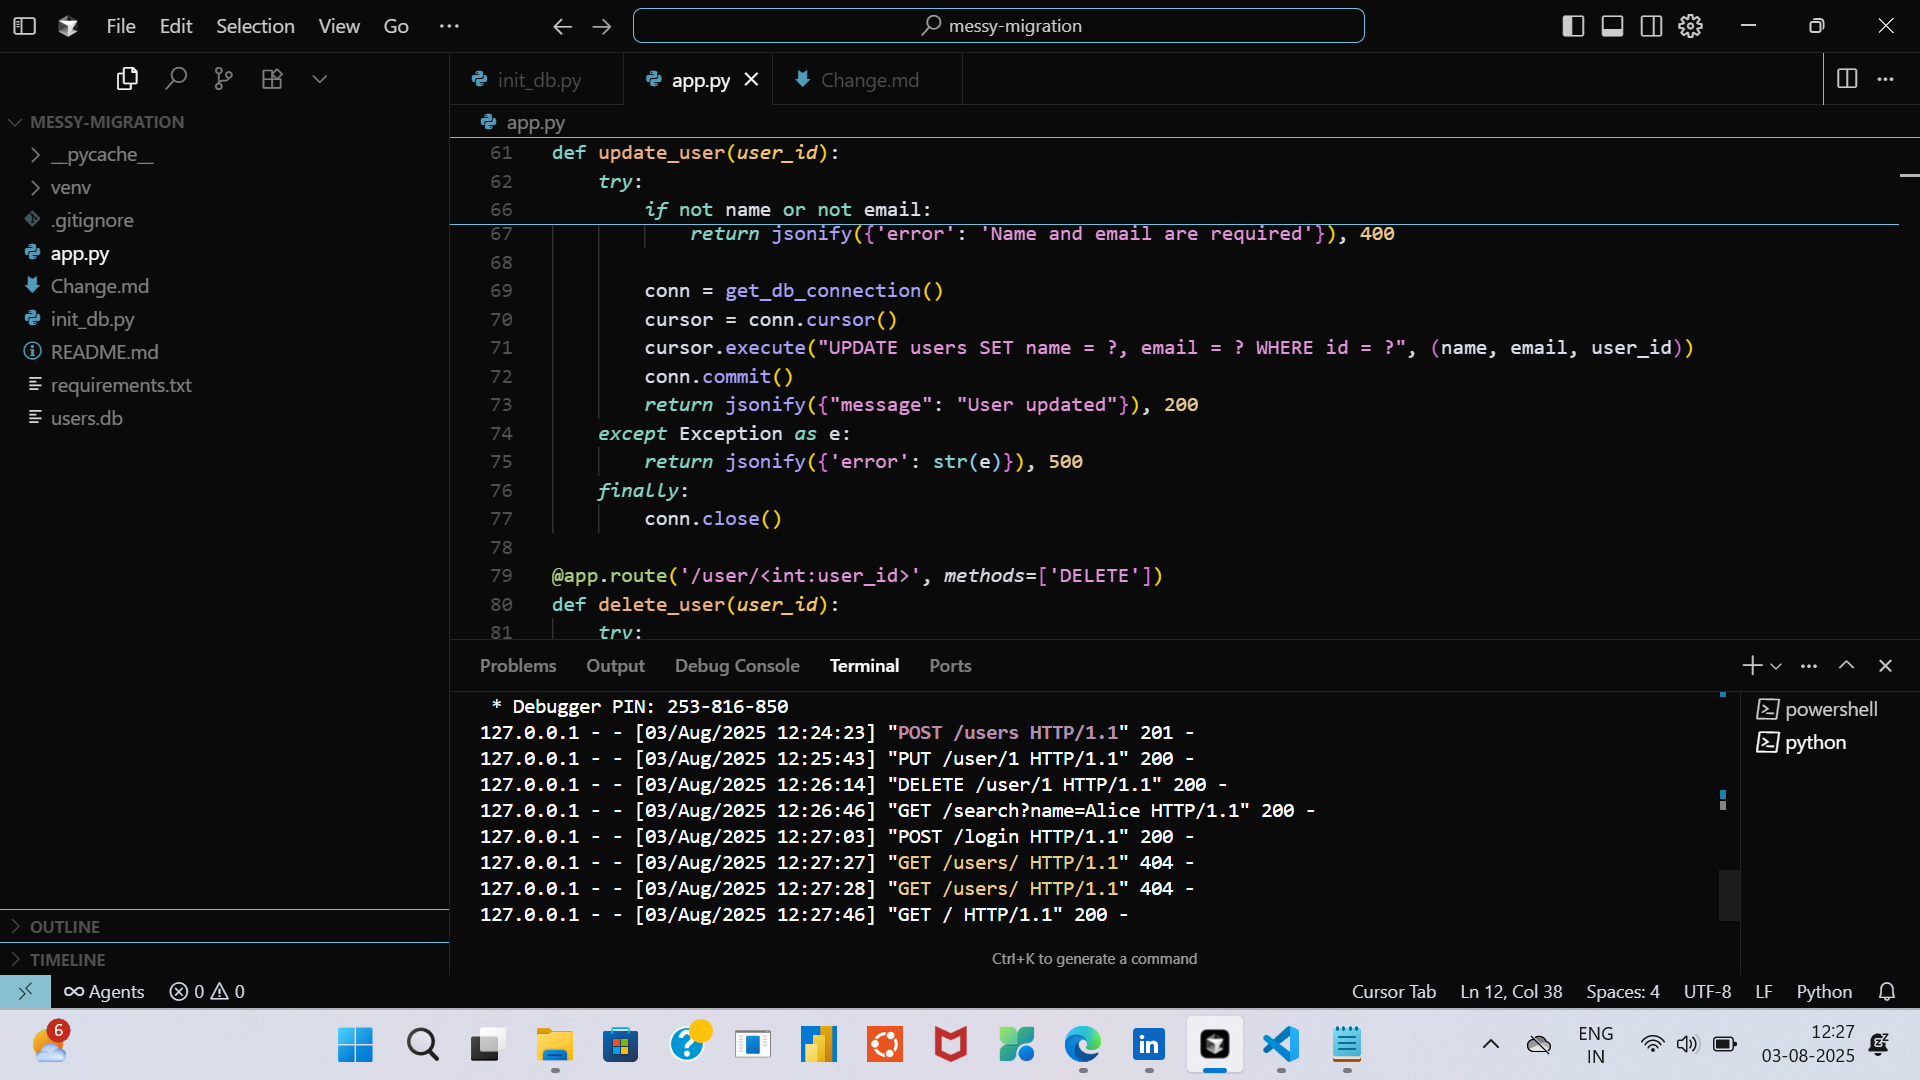 File Edit Selection View Go ···
messy-migration
init_db.py
app.py
Change.md
MESSY-MIGRATION
__pycache__
venv
.gitignore
app.py
Change.md
init_db.py
README.md
requirements.txt
users.db
OUTLINE
TIMELINE
app.py
61 def update_user(user_id):
62 try:
66 if not name or not email:
67 return jsonify({'error': 'Name and email are required'}), 400
68
69 conn = get_db_connection()
70 cursor = conn.cursor()
71 cursor.execute("UPDATE users SET name = ?, email = ? WHERE id = ?", (name, email, user_id))
72 conn.commit()
73 return jsonify({"message": "User updated"}), 200
74 except Exception as e:
75 return jsonify({'error': str(e)}), 500
76 finally:
77 conn.close()
78
79 @app.route('/user/<int:user_id>', methods=['DELETE'])
80 def delete_user(user_id):
81 try:
Problems Output Debug Console Terminal Ports
* Debugger PIN: 253-816-850
127.0.0.1 - - [03/Aug/2025 12:24:23] "POST /users HTTP/1.1" 201 -
127.0.0.1 - - [03/Aug/2025 12:25:43] "PUT /user/1 HTTP/1.1" 200 -
127.0.0.1 - - [03/Aug/2025 12:26:14] "DELETE /user/1 HTTP/1.1" 200 -
127.0.0.1 - - [03/Aug/2025 12:26:46] "GET /search?name=Alice HTTP/1.1" 200 -
127.0.0.1 - - [03/Aug/2025 12:27:03] "POST /login HTTP/1.1" 200 -
127.0.0.1 - - [03/Aug/2025 12:27:27] "GET /users/ HTTP/1.1" 404 -
127.0.0.1 - - [03/Aug/2025 12:27:28] "GET /users/ HTTP/1.1" 404 -
127.0.0.1 - - [03/Aug/2025 12:27:46] "GET / HTTP/1.1" 200 -
Ctrl+K to generate a command
powershell
python
Agents 0 0
Cursor Tab Ln 12, Col 38 Spaces: 4 UTF-8 LF Python
6
in
ENG
IN
12:27
03-08-2025